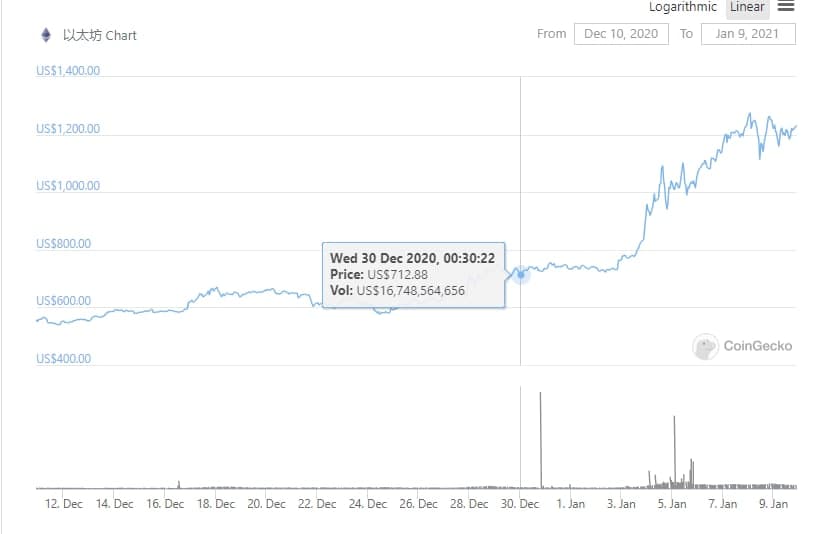 Logarithmic Linear
以太坊 Chart
From Dec 10, 2020 To Jan 9, 2021
US$1,400.00
US$1,200.00
US$1,000.00
US$800.00
Wed 30 Dec 2020, 00:30:22
Price: US$712.88
Vol: US$16,748,564,656
US$600.00
CoinGecko
US$400.00
12. Dec 14. Dec 16. Dec 18. Dec 20. Dec 22. Dec 24. Dec 26. Dec 28. Dec 30. Dec 1. Jan 3. Jan 5. Jan 7. Jan 9. Jan